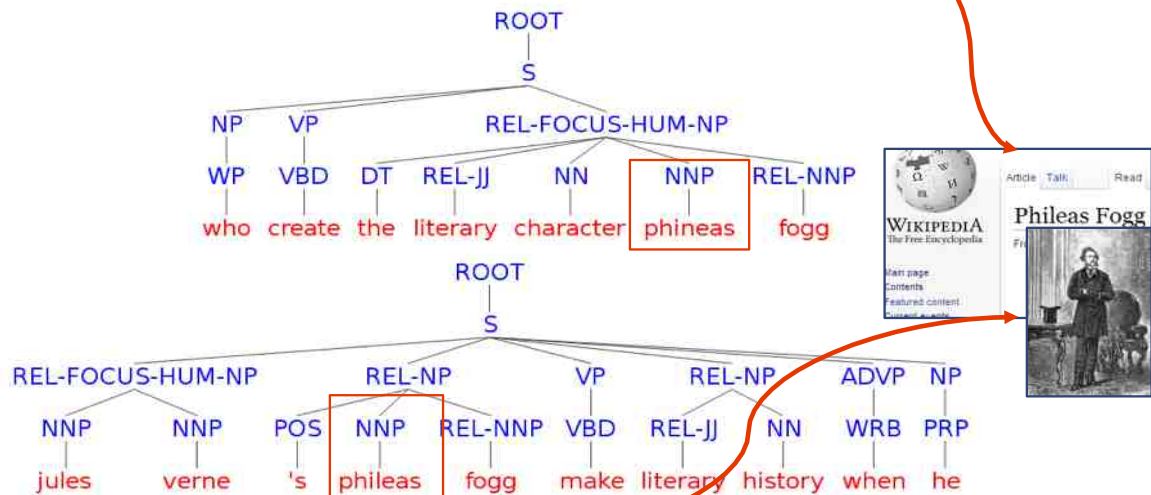 ROOT
S
NP VP REL-FOCUS-HUM-NP
WP VBD DT REL-JJ NN NNP REL-NNP
who create the literary character phineas fogg
Article Talk Read
WIKIPEDIA
The Free Encyclopedia
Phileas Fogg
Main page
Contents
Featured content
Current events
ROOT
S
REL-FOCUS-HUM-NP REL-NP VP REL-NP ADVP NP
NNP NNP POS NNP REL-NNP VBD REL-JJ NN WRB PRP
jules verne 's phileas fogg make literary history when he